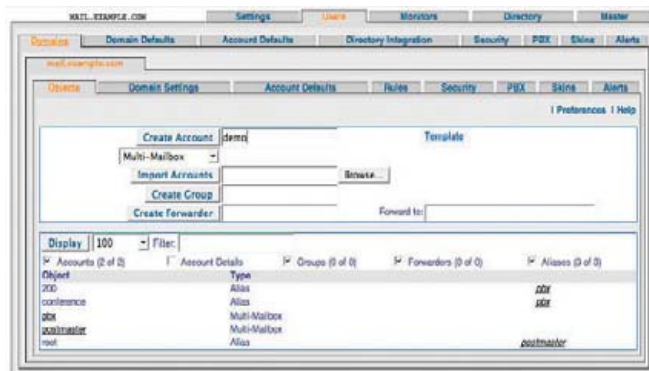 MAIL.EXAMPLE.COM Settings Users Monitors Directory Master
Domains Domain Defaults Account Defaults Directory Integration Security PBX Skins Alerts
mail.example.com
Objects Domain Settings Account Defaults Rules Security PBX Skins Alerts
| Preferences | Help
Create Account demo Template
Multi-Mailbox
Import Accounts Browse...
Create Group
Create Forwarder Forward to:
Display 100 Filter:
Accounts (2 of 2) Account Details Groups (0 of 0) Forwarders (0 of 0) Aliases (3 of 3)
Object Type
200 Alias pbx
conference Alias pbx
pbx Multi-Mailbox
postmaster Multi-Mailbox
root Alias postmaster